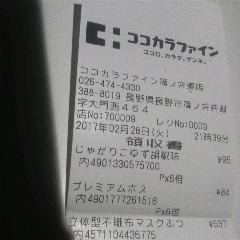 ココカラファイン
ココロ、カラダ、ゲンキ。
ココカラファイン篠ノ井東店
026-474-4330
388-8019 長野県長野市篠ノ井杵淵
字大門西464
店No:700009 レジNo:0003
2017年02月28日(火) 21時39分
領収書
じゃがりこゆず胡椒味 ¥95
内4901330575700
Px6倍
プレミアムボス ¥84
内4901777261518
Px6倍
立体型不織布マスクふつ ¥537
内4571104435775